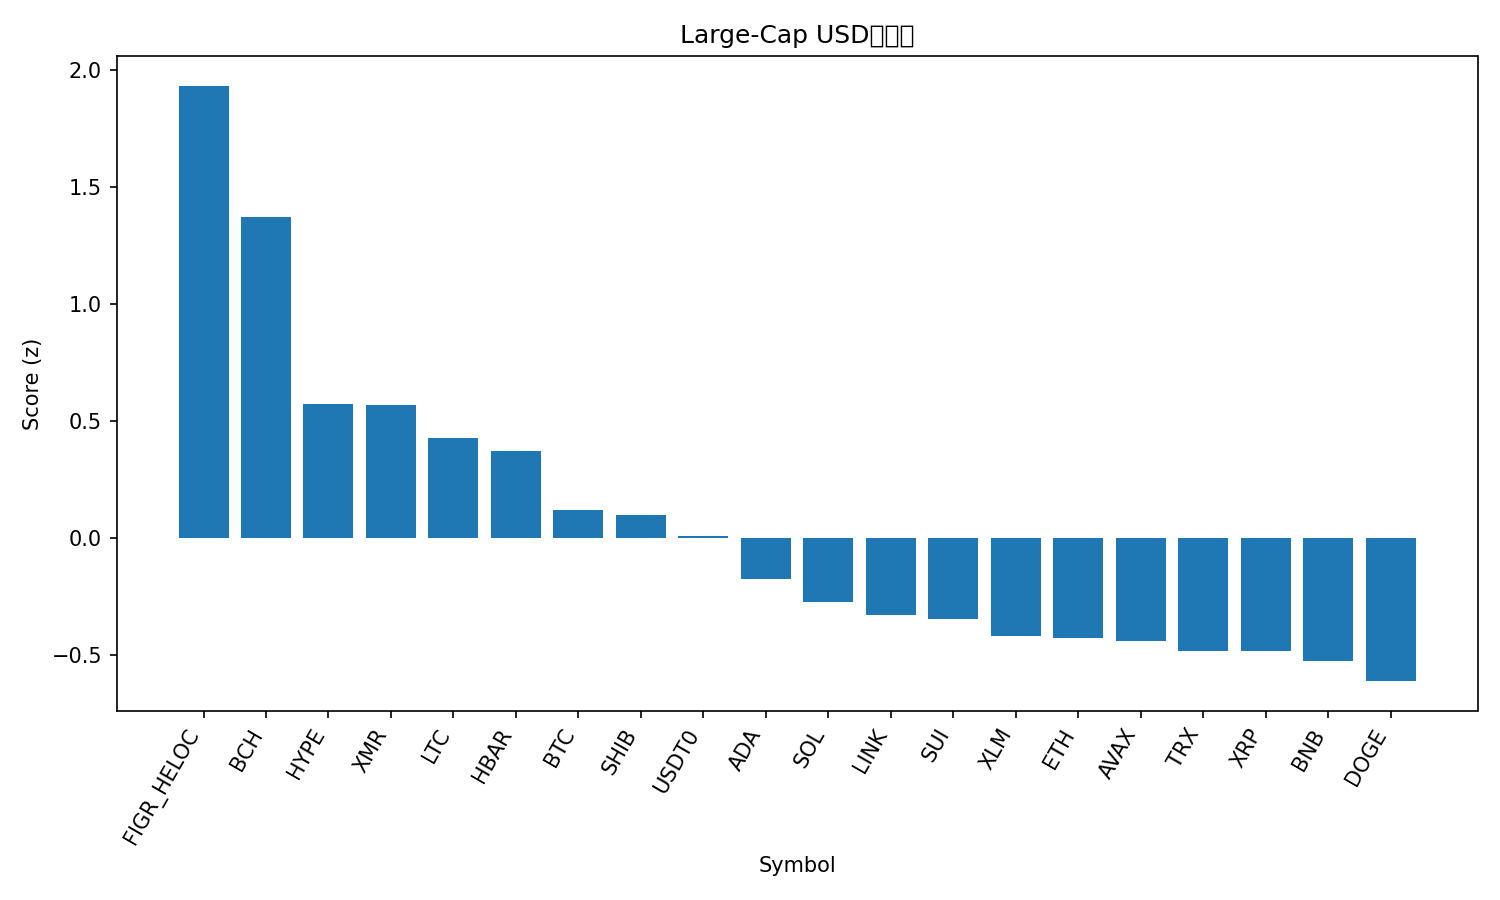 Large-Cap USD
2.0
1.5
1.0
0.5
0.0
−0.5
Score (z)
FIGR_HELOC
BCH
HYPE
XMR
LTC
HBAR
BTC
SHIB
USDT0
ADA
SOL
LINK
SUI
XLM
ETH
AVAX
TRX
XRP
BNB
DOGE
Symbol